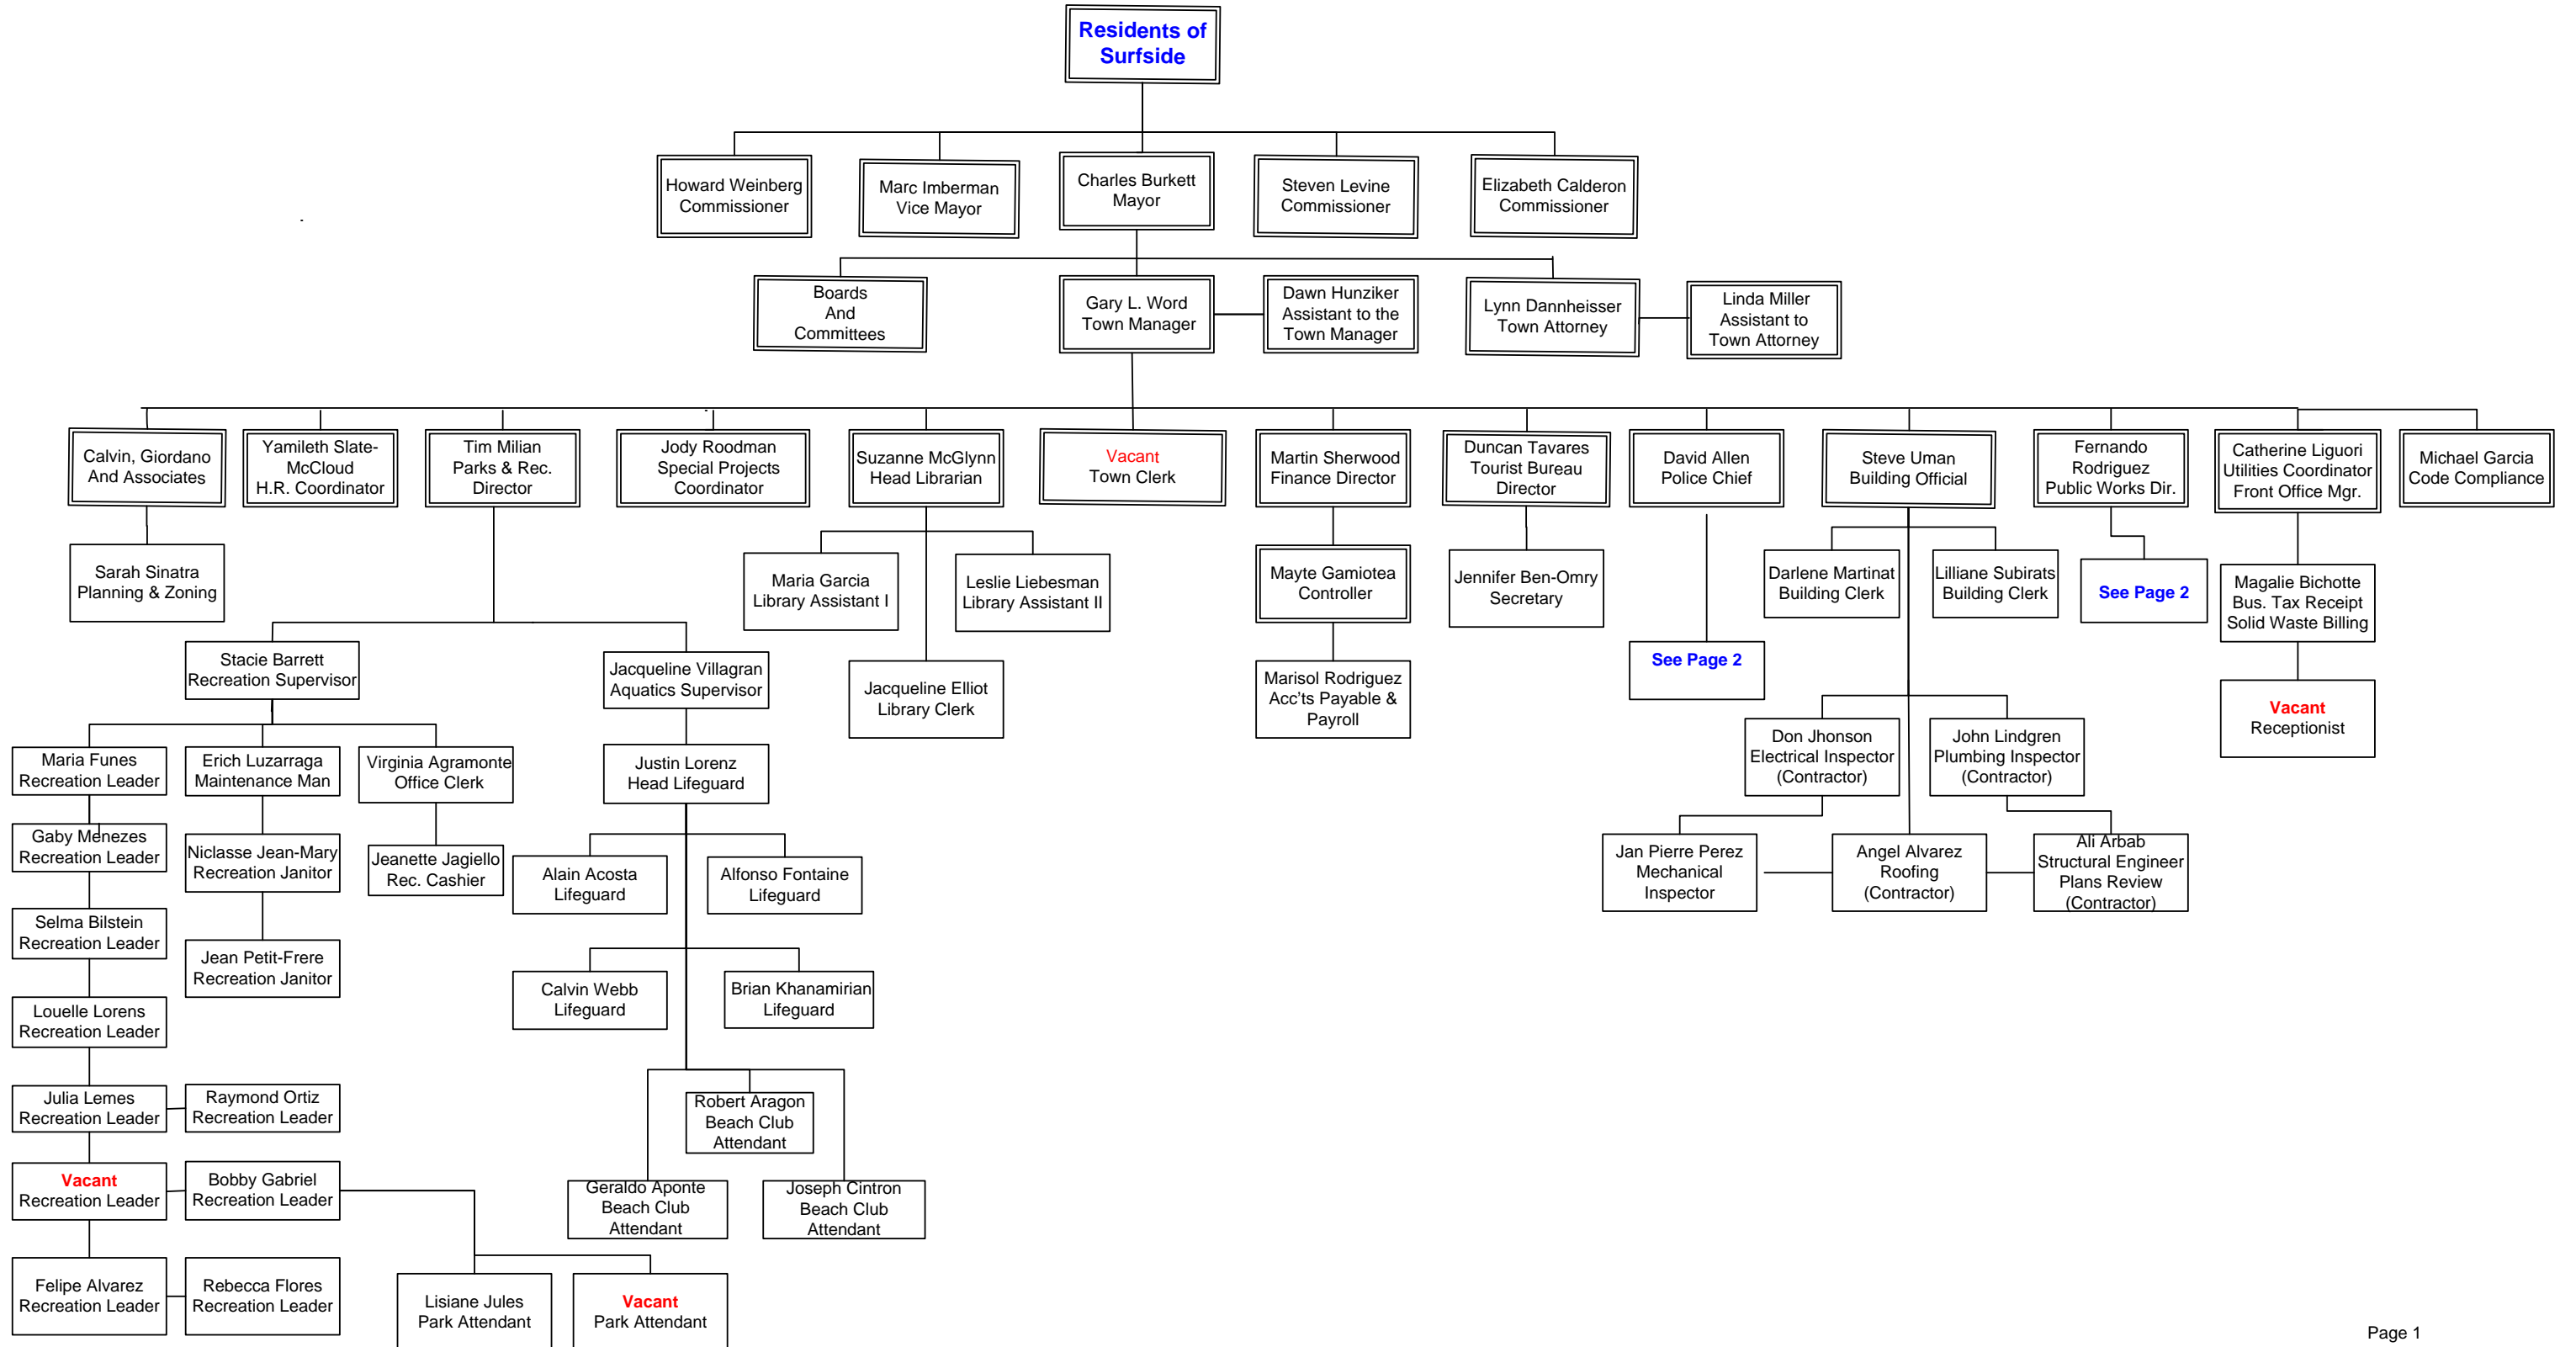 Residents of
Surfside
Howard Weinberg
Commissioner
Marc Imberman
Vice Mayor
Charles Burkett
Mayor
Steven Levine
Commissioner
Elizabeth Calderon
Commissioner
Boards
And
Committees
Gary L. Word
Town Manager
Dawn Hunziker
Assistant to the
Town Manager
Lynn Dannheisser
Town Attorney
Linda Miller
Assistant to
Town Attorney
Calvin, Giordano
And Associates
Yamileth Slate-
McCloud
H.R. Coordinator
Tim Milian
Parks & Rec.
Director
Jody Roodman
Special Projects
Coordinator
Suzanne McGlynn
Head Librarian
Vacant
Town Clerk
Martin Sherwood
Finance Director
Duncan Tavares
Tourist Bureau
Director
David Allen
Police Chief
Steve Uman
Building Official
Fernando
Rodriguez
Public Works Dir.
Catherine Liguori
Utilities Coordinator
Front Office Mgr.
Michael Garcia
Code Compliance
Sarah Sinatra
Planning & Zoning
Maria Garcia
Library Assistant I
Leslie Liebesman
Library Assistant II
Mayte Gamiotea
Controller
Jennifer Ben-Omry
Secretary
Darlene Martinat
Building Clerk
Lilliane Subirats
Building Clerk
See Page 2
Magalie Bichotte
Bus. Tax Receipt
Solid Waste Billing
Stacie Barrett
Recreation Supervisor
Jacqueline Villagran
Aquatics Supervisor
Jacqueline Elliot
Library Clerk
Marisol Rodriguez
Acc'ts Payable &
Payroll
See Page 2
Vacant
Receptionist
Maria Funes
Recreation Leader
Erich Luzarraga
Maintenance Man
Virginia Agramonte
Office Clerk
Justin Lorenz
Head Lifeguard
Don Jhonson
Electrical Inspector
(Contractor)
John Lindgren
Plumbing Inspector
(Contractor)
Gaby Menezes
Recreation Leader
Niclasse Jean-Mary
Recreation Janitor
Jeanette Jagiello
Rec. Cashier
Alain Acosta
Lifeguard
Alfonso Fontaine
Lifeguard
Jan Pierre Perez
Mechanical
Inspector
Angel Alvarez
Roofing
(Contractor)
Ali Arbab
Structural Engineer
Plans Review
(Contractor)
Selma Bilstein
Recreation Leader
Jean Petit-Frere
Recreation Janitor
Calvin Webb
Lifeguard
Brian Khanamirian
Lifeguard
Louelle Lorens
Recreation Leader
Julia Lemes
Recreation Leader
Raymond Ortiz
Recreation Leader
Robert Aragon
Beach Club
Attendant
Vacant
Recreation Leader
Bobby Gabriel
Recreation Leader
Geraldo Aponte
Beach Club
Attendant
Joseph Cintron
Beach Club
Attendant
Felipe Alvarez
Recreation Leader
Rebecca Flores
Recreation Leader
Lisiane Jules
Park Attendant
Vacant
Park Attendant
Page 1